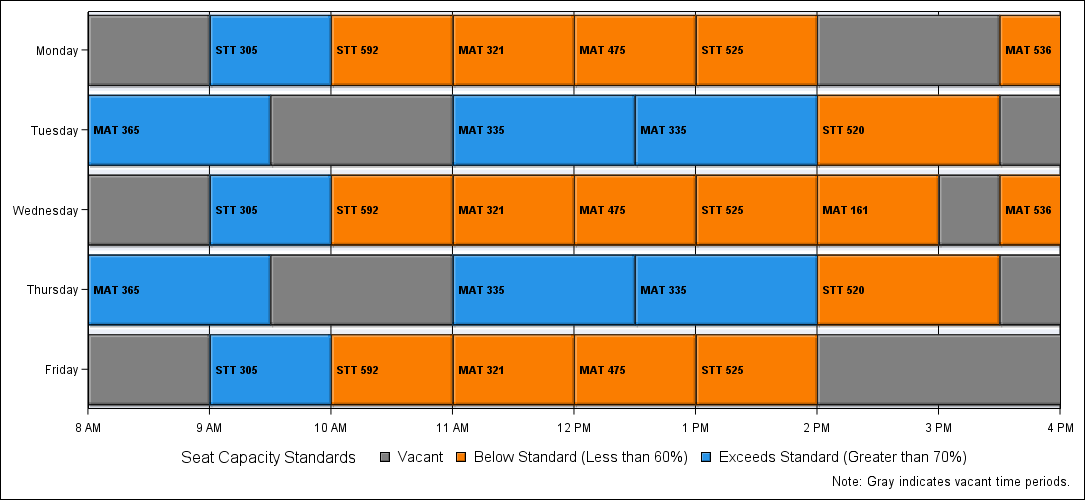 Monday STT 305 STT 592 MAT 321 MAT 475 STT 525 MAT 536
Tuesday MAT 365 MAT 335 MAT 335 STT 520
Wednesday STT 305 STT 592 MAT 321 MAT 475 STT 525 MAT 161 MAT 536
Thursday MAT 365 MAT 335 MAT 335 STT 520
Friday STT 305 STT 592 MAT 321 MAT 475 STT 525
8 AM 9 AM 10 AM 11 AM 12 PM 1 PM 2 PM 3 PM 4 PM
Seat Capacity Standards Vacant Below Standard (Less than 60%) Exceeds Standard (Greater than 70%)
Note: Gray indicates vacant time periods.